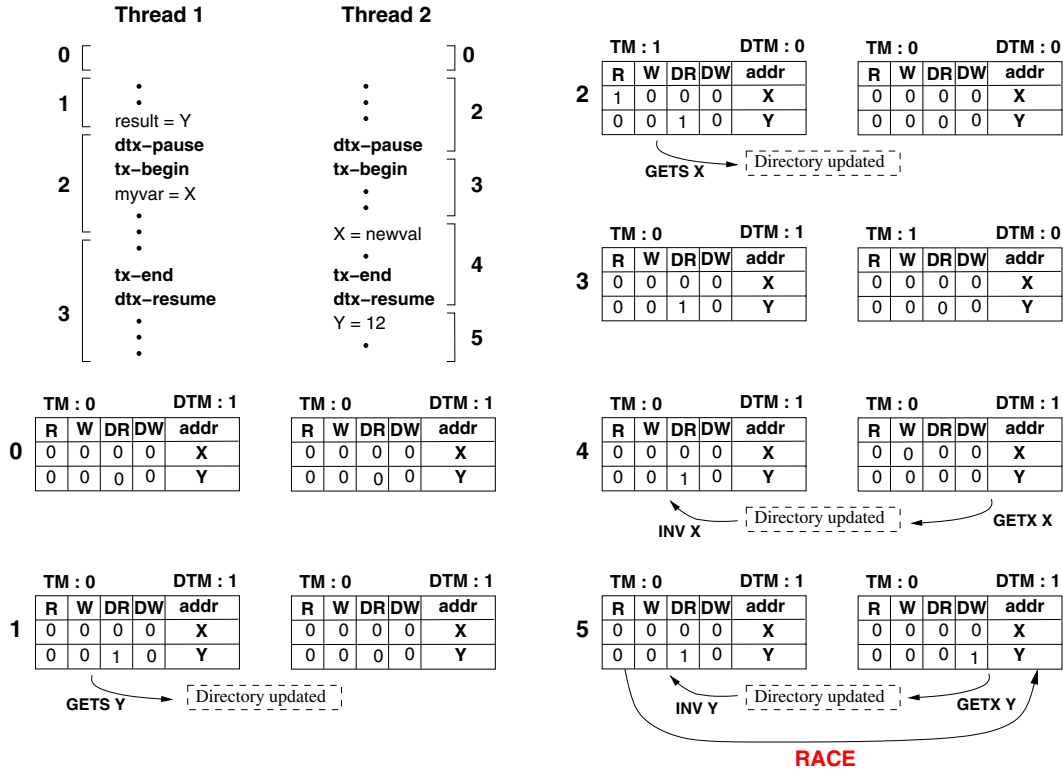 Thread 1 Thread 2
0 0
1
result = Y
2
dtx–pause dtx–pause
tx–begin tx–begin
2 3
myvar = X
X = newval
4
tx–end tx–end
dtx–resume dtx–resume
3
Y = 12
5
TM : 0 DTM : 1 TM : 0 DTM : 1
R W DR DW addr R W DR DW addr
0 0 0 0 X 0 0 0 0 X
0
0 0 0 0 Y 0 0 0 0 Y
TM : 0 DTM : 1 TM : 0 DTM : 1
R W DR DW addr R W DR DW addr
0 0 0 0 X 0 0 0 0 X
1
0 0 1 0 Y 0 0 0 0 Y
GETS Y Directory updated
TM : 1 DTM : 0 TM : 0 DTM : 0
R W DR DW addr R W DR DW addr
2
1 0 0 0 X 0 0 0 0 X
0 0 1 0 Y 0 0 0 0 Y
GETS X Directory updated
TM : 0 DTM : 1 TM : 1 DTM : 0
R W DR DW addr R W DR DW addr
3
0 0 0 0 X 0 0 0 0 X
0 0 1 0 Y 0 0 0 0 Y
TM : 0 DTM : 1 TM : 0 DTM : 1
R W DR DW addr R W DR DW addr
4
0 0 0 0 X 0 0 0 0 X
0 0 1 0 Y 0 0 0 0 Y
INV X Directory updated GETX X
TM : 0 DTM : 1 TM : 0 DTM : 1
R W DR DW addr R W DR DW addr
5
0 0 0 0 X 0 0 0 0 X
0 0 1 0 Y 0 0 0 1 Y
INV Y Directory updated GETX Y
RACE